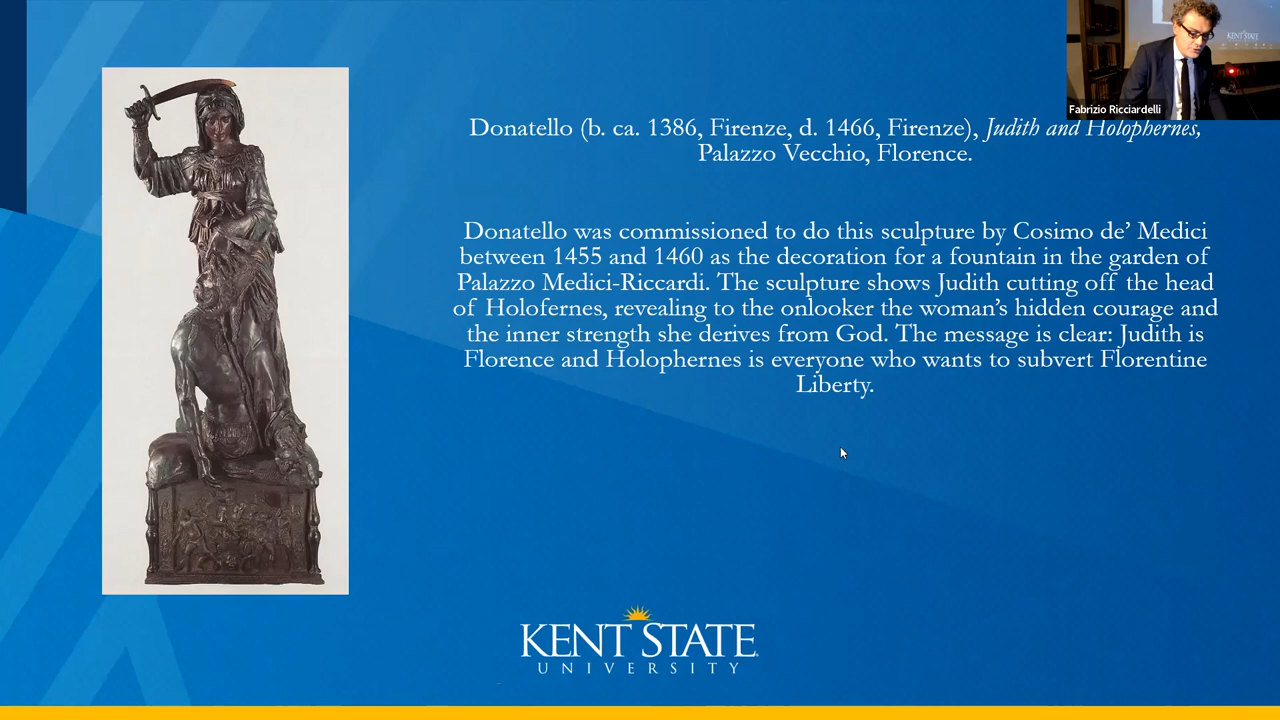 KENT STATE
Fabrizio Ricciardelli
Donatello (b. ca. 1386, Firenze, d. 1466, Firenze), Judith and Holophernes,
Palazzo Vecchio, Florence.
Donatello was commissioned to do this sculpture by Cosimo de’ Medici
between 1455 and 1460 as the decoration for a fountain in the garden of
Palazzo Medici-Riccardi. The sculpture shows Judith cutting off the head
of Holofernes, revealing to the onlooker the woman’s hidden courage and
the inner strength she derives from God. The message is clear: Judith is
Florence and Holophernes is everyone who wants to subvert Florentine
Liberty.
KENT STATE
UNIVERSITY